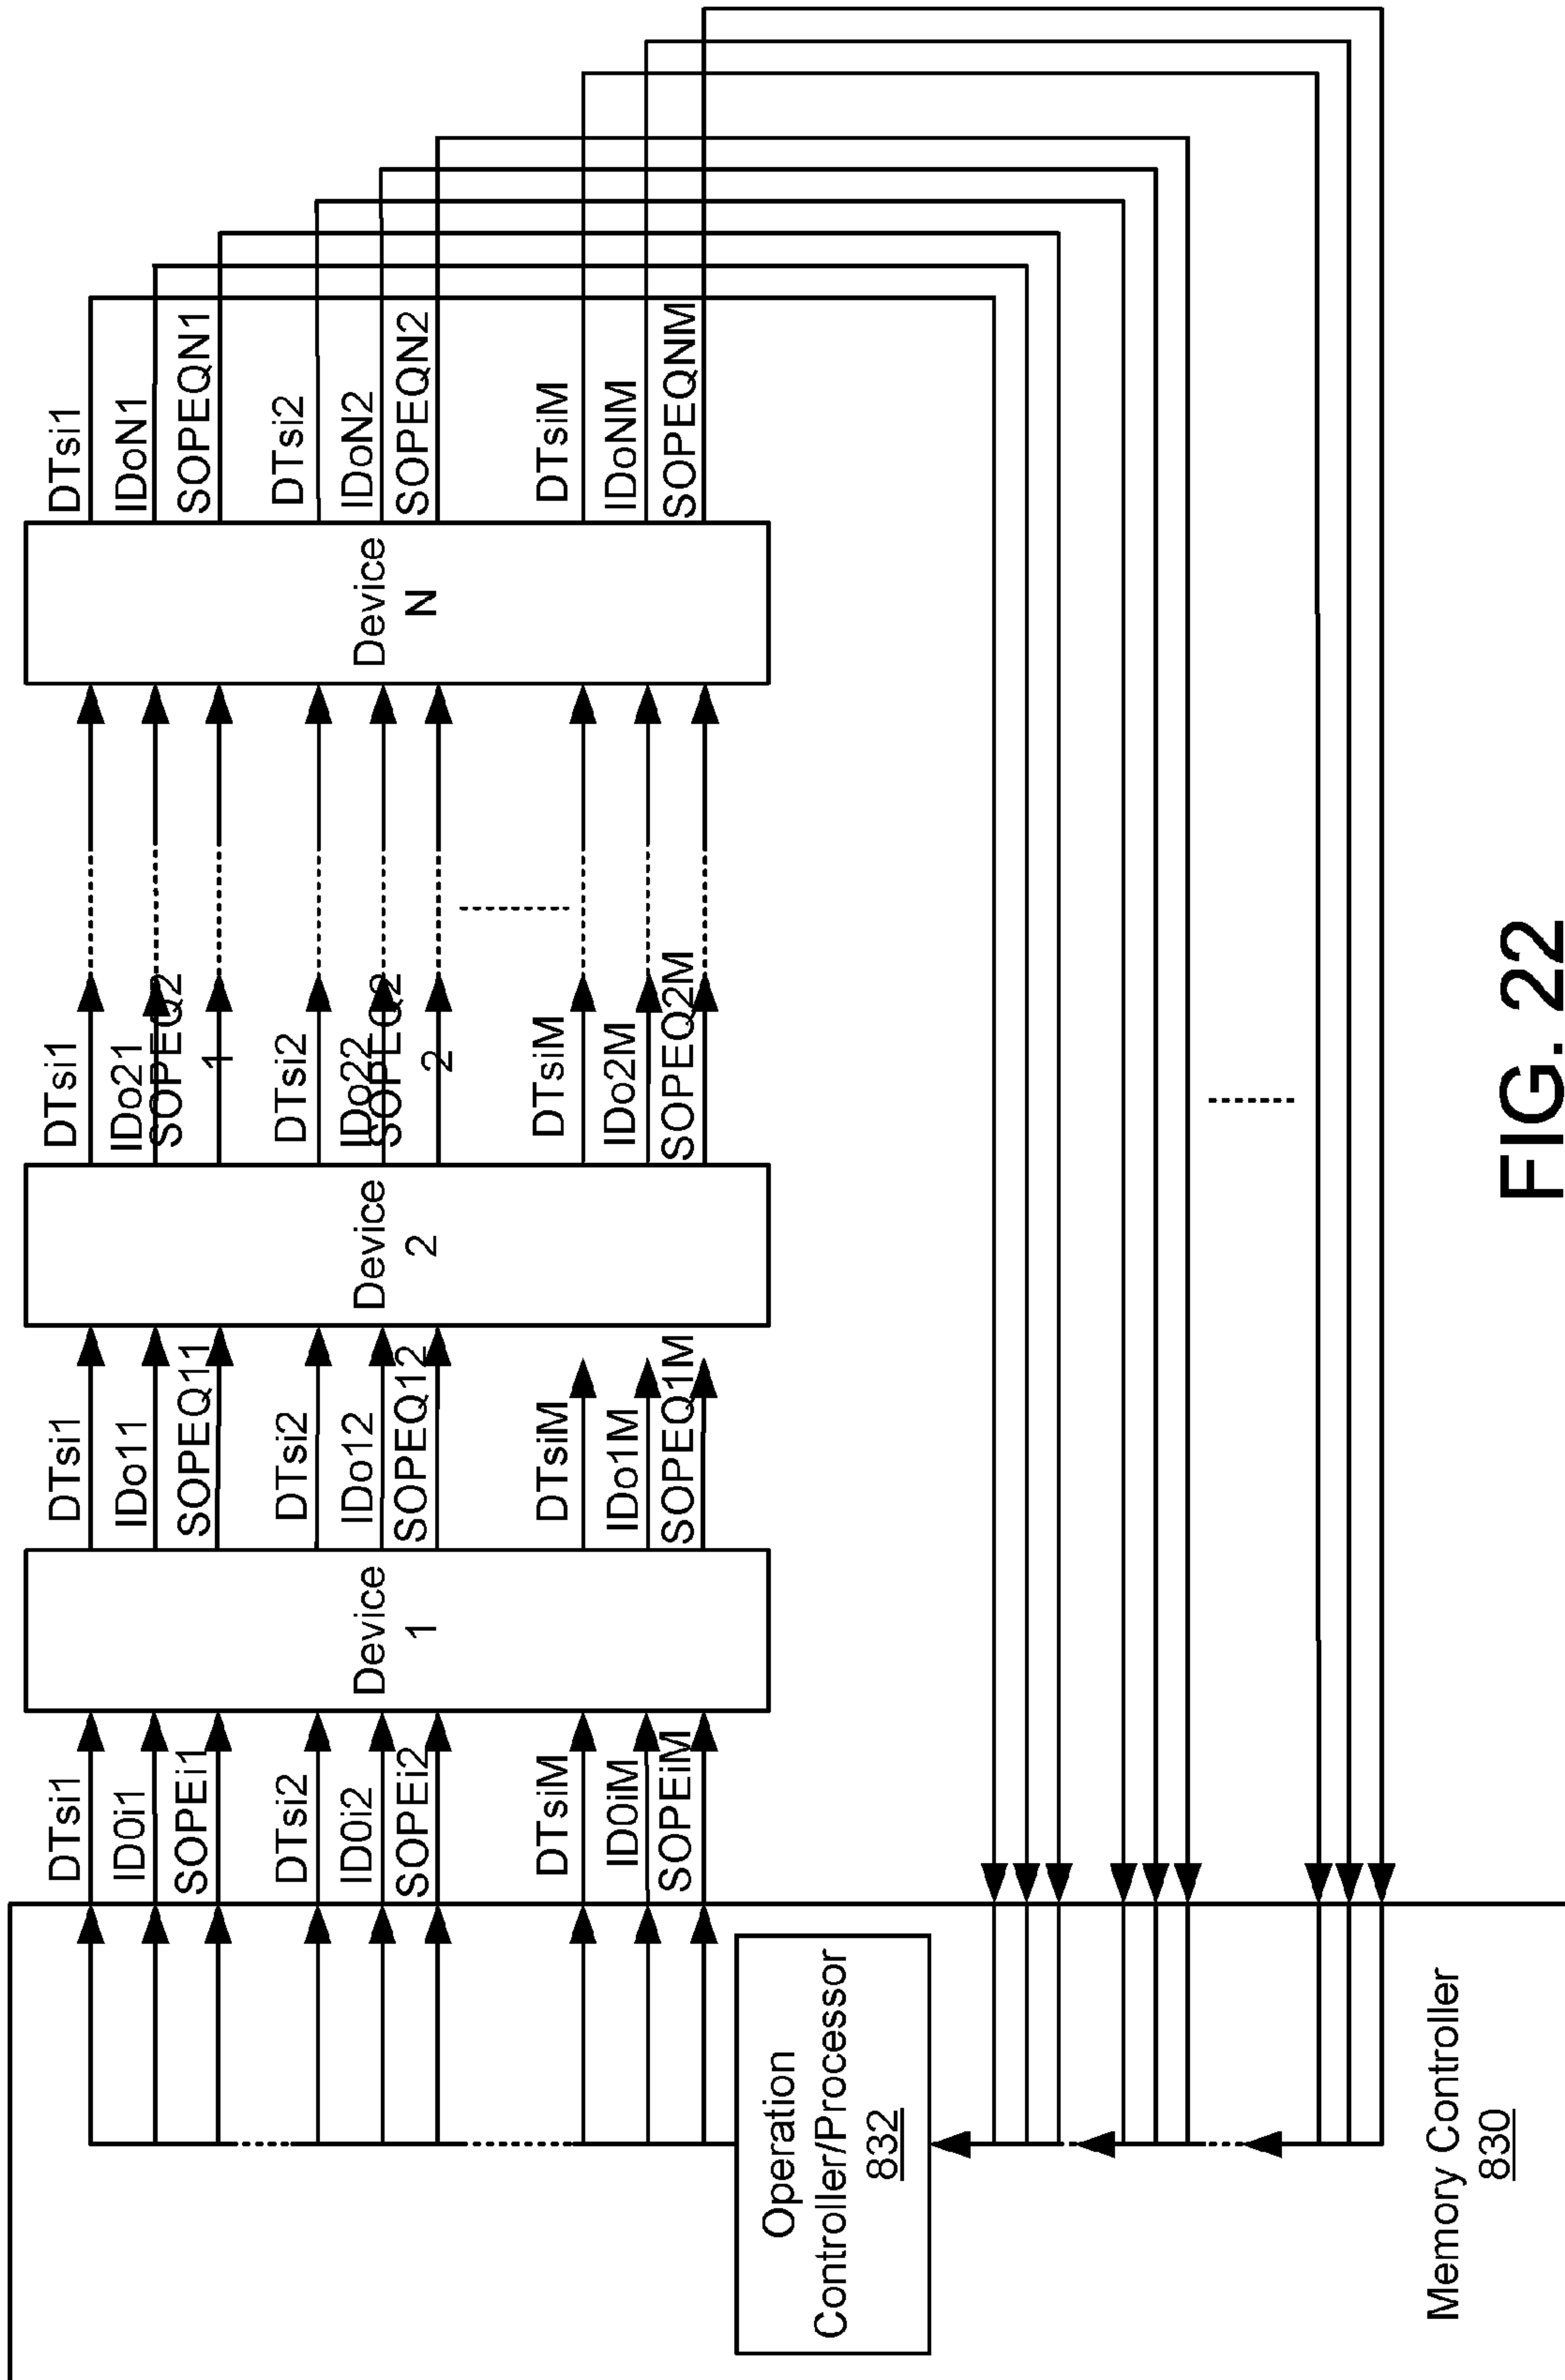 DTsi1
ID0i1
SOPEi1
DTsi2
ID0i2
SOPEi2
DTsiM
ID0iM
SOPEiM
Device
1
DTsi1
IDo11
SOPEQ11
DTsi2
IDo12
SOPEQ12
DTsiM
IDo1M
SOPEQ1M
Device
2
DTsi1
IDo21
SOPEQ2
1
DTsi2
IDo22
SOPEQ2
2
DTsiM
IDo2M
SOPEQ2M
Device
N
DTsi1
IDoN1
SOPEQN1
DTsi2
IDoN2
SOPEQN2
DTsiM
IDoNM
SOPEQNM
Operation
Controller/Processor
832
Memory Controller
830
FIG. 22